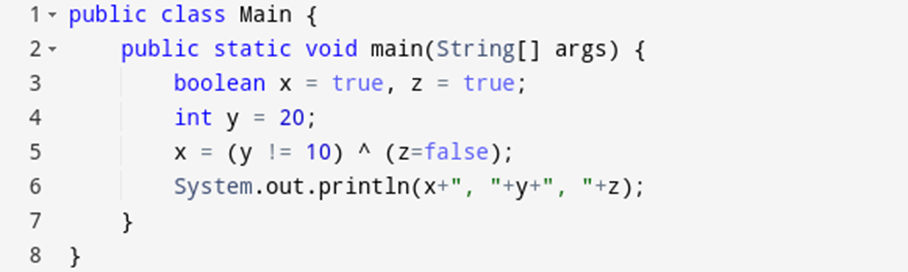 1 public class Main {
2 public static void main(String[] args) {
3 boolean x = true, z = true;
4 int y = 20;
5 x = (y != 10) ^ (z=false);
6 System.out.println(x+", "+y+", "+z);
7 }
8 }